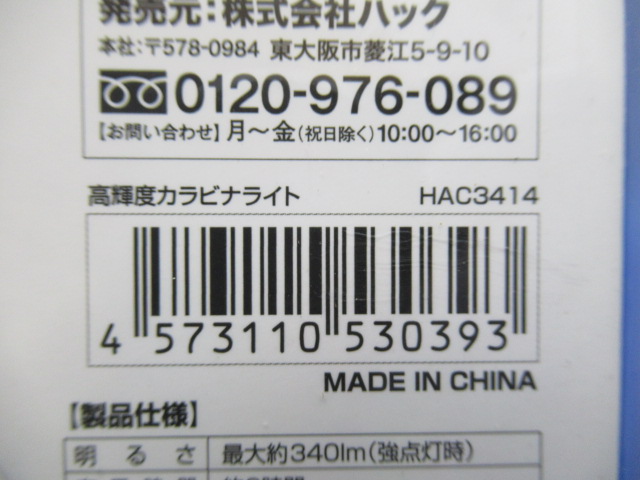 発売元:株式会社ハック
本社:〒578-0984 東大阪市菱江5-9-10
0120-976-089
【お問い合わせ】月〜金(祝日除く)10:00〜16:00
高輝度カラビナライト HAC3414
4 573110 530393
MADE IN CHINA
【製品仕様】
明るさ 最大約340lm(強点灯時)